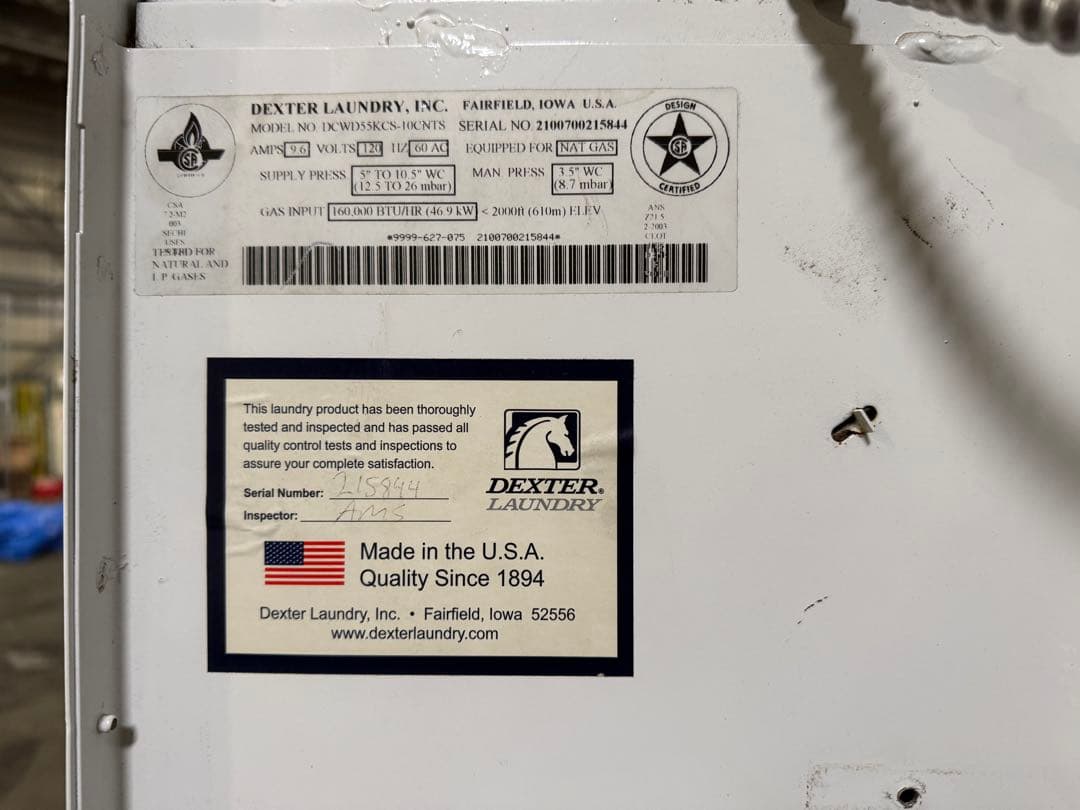 DEXTER LAUNDRY, INC. FAIRFIELD, IOWA U.S.A.
MODEL NO. DCWD55KCS-10CNTS SERIAL NO. 2100700215844
AMPS 9.6 VOLTS 120 HZ 60 AC EQUIPPED FOR NAT GAS
SUPPLY PRESS 5" TO 10.5" WC (12.5 TO 26 mbar) MAN. PRESS 3.5" WC (8.7 mbar)
GAS INPUT 160,000 BTU/HR (46.9 kW) < 2000ft (610m) ELEV
*9999-627-075 2100700215844*
DESIGN
CERTIFIED
CSA
TESTED FOR
NATURAL AND
L.P. GASES
ANS
Z21.5
This laundry product has been thoroughly
tested and inspected and has passed all
quality control tests and inspections to
assure your complete satisfaction.
Serial Number: 215844
Inspector: AMS
DEXTER®
LAUNDRY
Made in the U.S.A.
Quality Since 1894
Dexter Laundry, Inc. • Fairfield, Iowa 52556
www.dexterlaundry.com